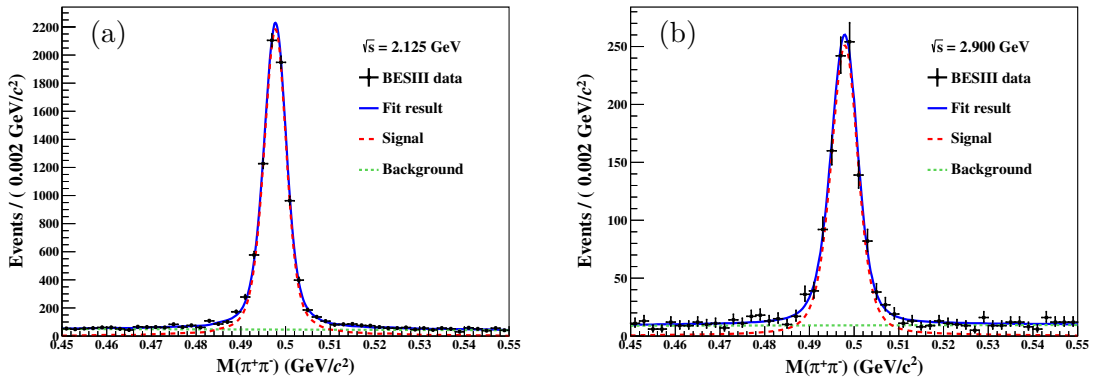 (a)
√s = 2.125 GeV
BESIII data
Fit result
Signal
Background
Events / ( 0.002 GeV/c²)
2200
2000
1800
1600
1400
1200
1000
800
600
400
200
0
0.45 0.46 0.47 0.48 0.49 0.5 0.51 0.52 0.53 0.54 0.55
M(π⁺π⁻) (GeV/c²)
(b)
√s = 2.900 GeV
BESIII data
Fit result
Signal
Background
Events / ( 0.002 GeV/c²)
250
200
150
100
50
0
0.45 0.46 0.47 0.48 0.49 0.5 0.51 0.52 0.53 0.54 0.55
M(π⁺π⁻) (GeV/c²)